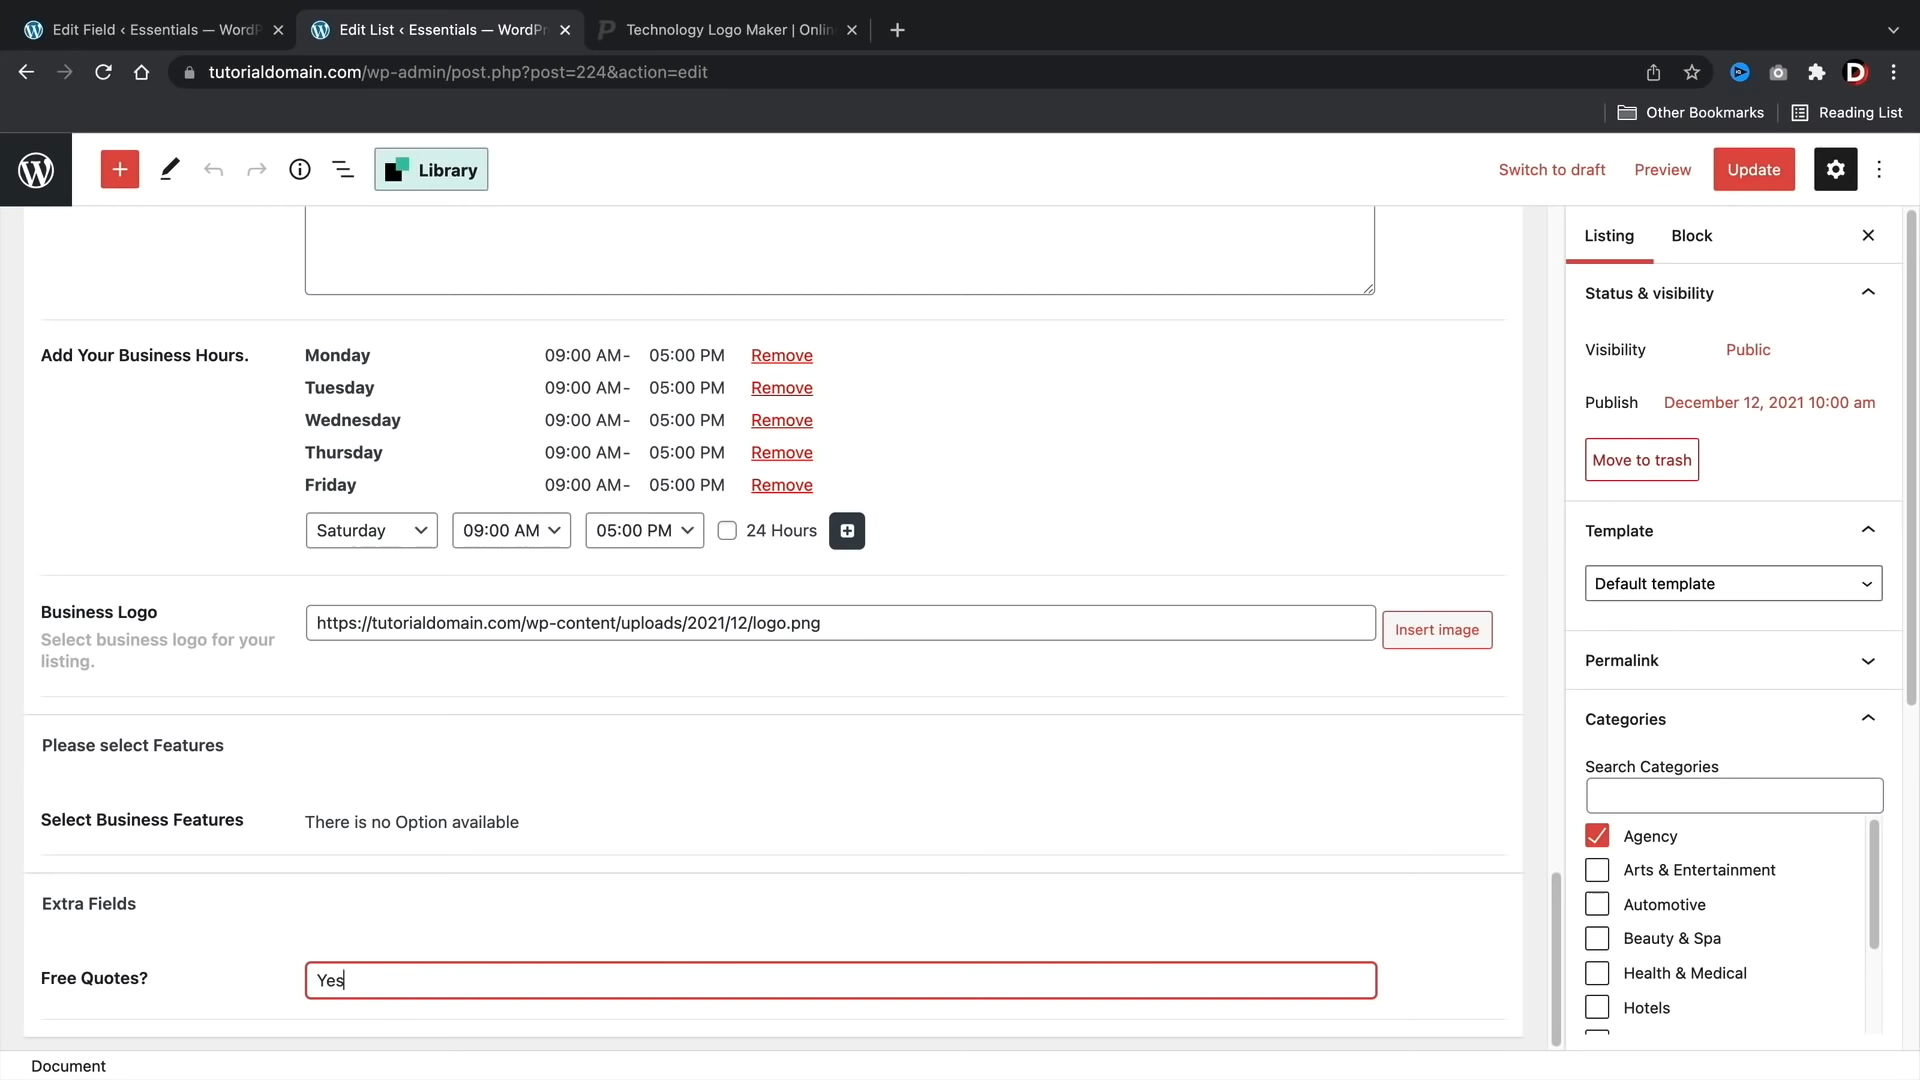 Edit Field ‹ Essentials — WordP
Edit List ‹ Essentials — WordPr
Technology Logo Maker | Onlin
tutorialdomain.com/wp-admin/post.php?post=224&action=edit
Other Bookmarks
Reading List
Library
Switch to draft
Preview
Update
Listing
Block
Status & visibility
Visibility Public
Publish December 12, 2021 10:00 am
Move to trash
Template
Default template
Permalink
Categories
Search Categories
Agency
Arts & Entertainment
Automotive
Beauty & Spa
Health & Medical
Hotels
Add Your Business Hours.
Monday 09:00 AM- 05:00 PM Remove
Tuesday 09:00 AM- 05:00 PM Remove
Wednesday 09:00 AM- 05:00 PM Remove
Thursday 09:00 AM- 05:00 PM Remove
Friday 09:00 AM- 05:00 PM Remove
Saturday 09:00 AM 05:00 PM 24 Hours
Business Logo
Select business logo for your
listing.
https://tutorialdomain.com/wp-content/uploads/2021/12/logo.png
Insert image
Please select Features
Select Business Features There is no Option available
Extra Fields
Free Quotes? Yes
Document